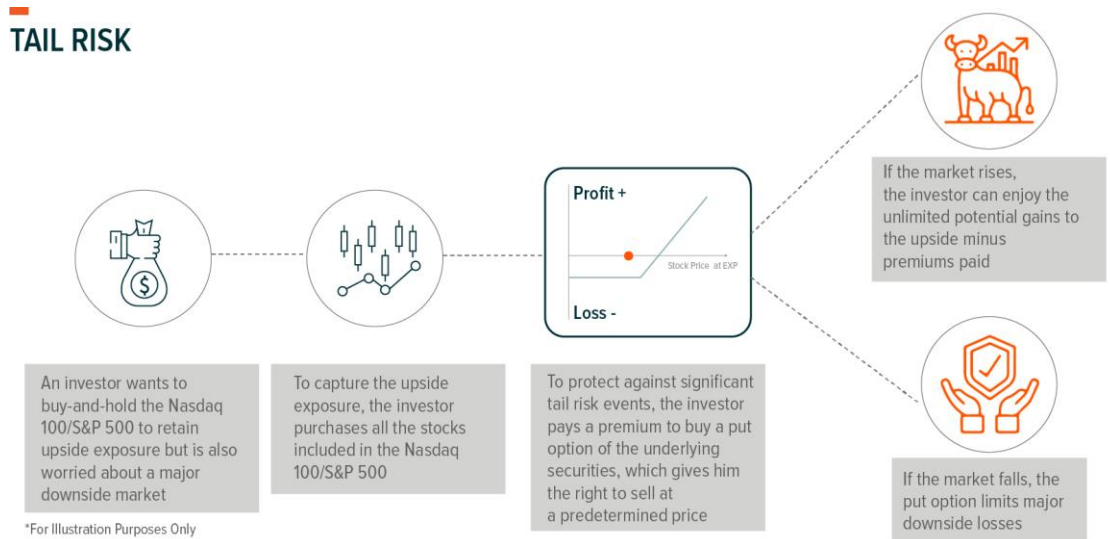 TAIL RISK
An investor wants to
buy-and-hold the Nasdaq
100/S&P 500 to retain
upside exposure but is also
worried about a major
downside market
To capture the upside
exposure, the investor
purchases all the stocks
included in the Nasdaq
100/S&P 500
Profit +
Stock Price at EXP
Loss -
To protect against significant
tail risk events, the investor
pays a premium to buy a put
option of the underlying
securities, which gives him
the right to sell at
a predetermined price
If the market rises,
the investor can enjoy the
unlimited potential gains to
the upside minus
premiums paid
If the market falls, the
put option limits major
downside losses
*For Illustration Purposes Only
$